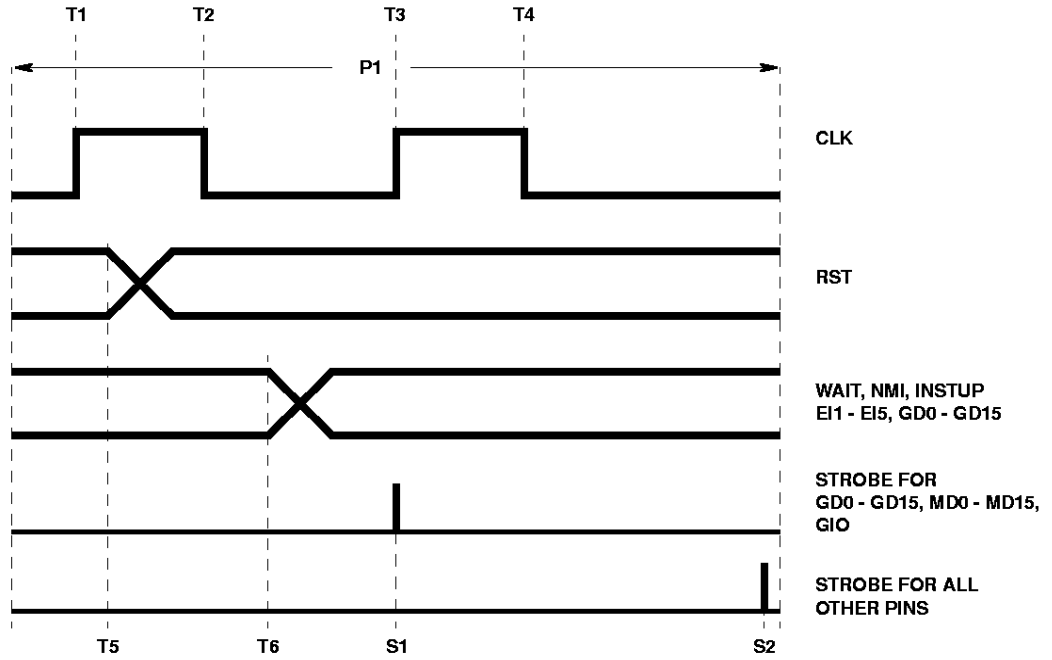 T1 T2 T3 T4
P1
CLK
RST
WAIT, NMI, INSTUP
EI1 - EI5, GD0 - GD15
STROBE FOR
GD0 - GD15, MD0 - MD15,
GIO
STROBE FOR ALL
OTHER PINS
T5 T6 S1 S2